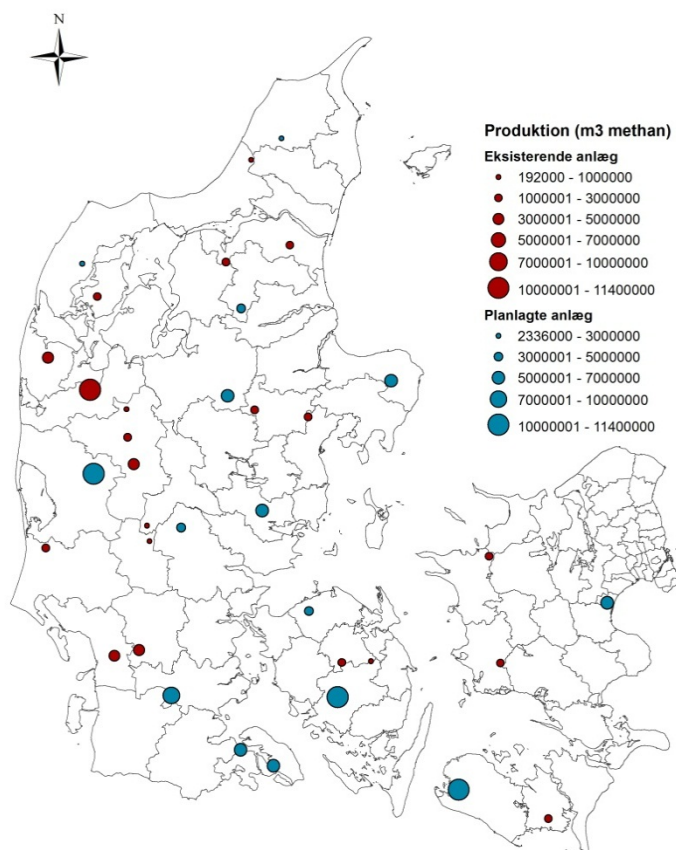 N
Produktion (m3 methan)
Eksisterende anlæg
192000 - 1000000
1000001 - 3000000
3000001 - 5000000
5000001 - 7000000
7000001 - 10000000
10000001 - 11400000
Planlagte anlæg
2336000 - 3000000
3000001 - 5000000
5000001 - 7000000
7000001 - 10000000
10000001 - 11400000